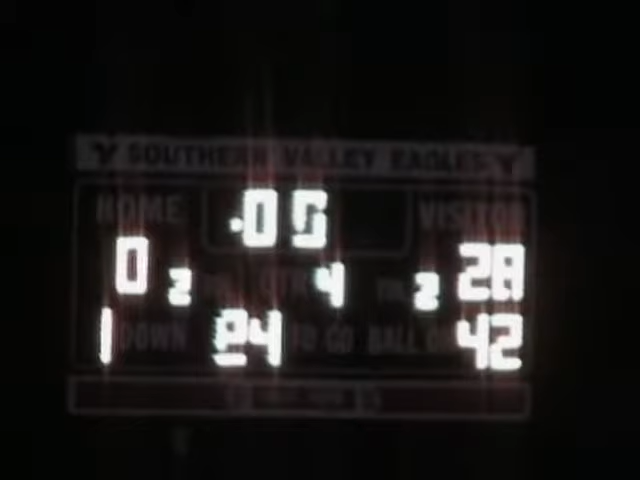 SOUTHERN VALLEY EAGLES
HOME VISITOR
:05
0 2 QTR 4 2 28
1 DOWN 4 TO GO BALL ON 42